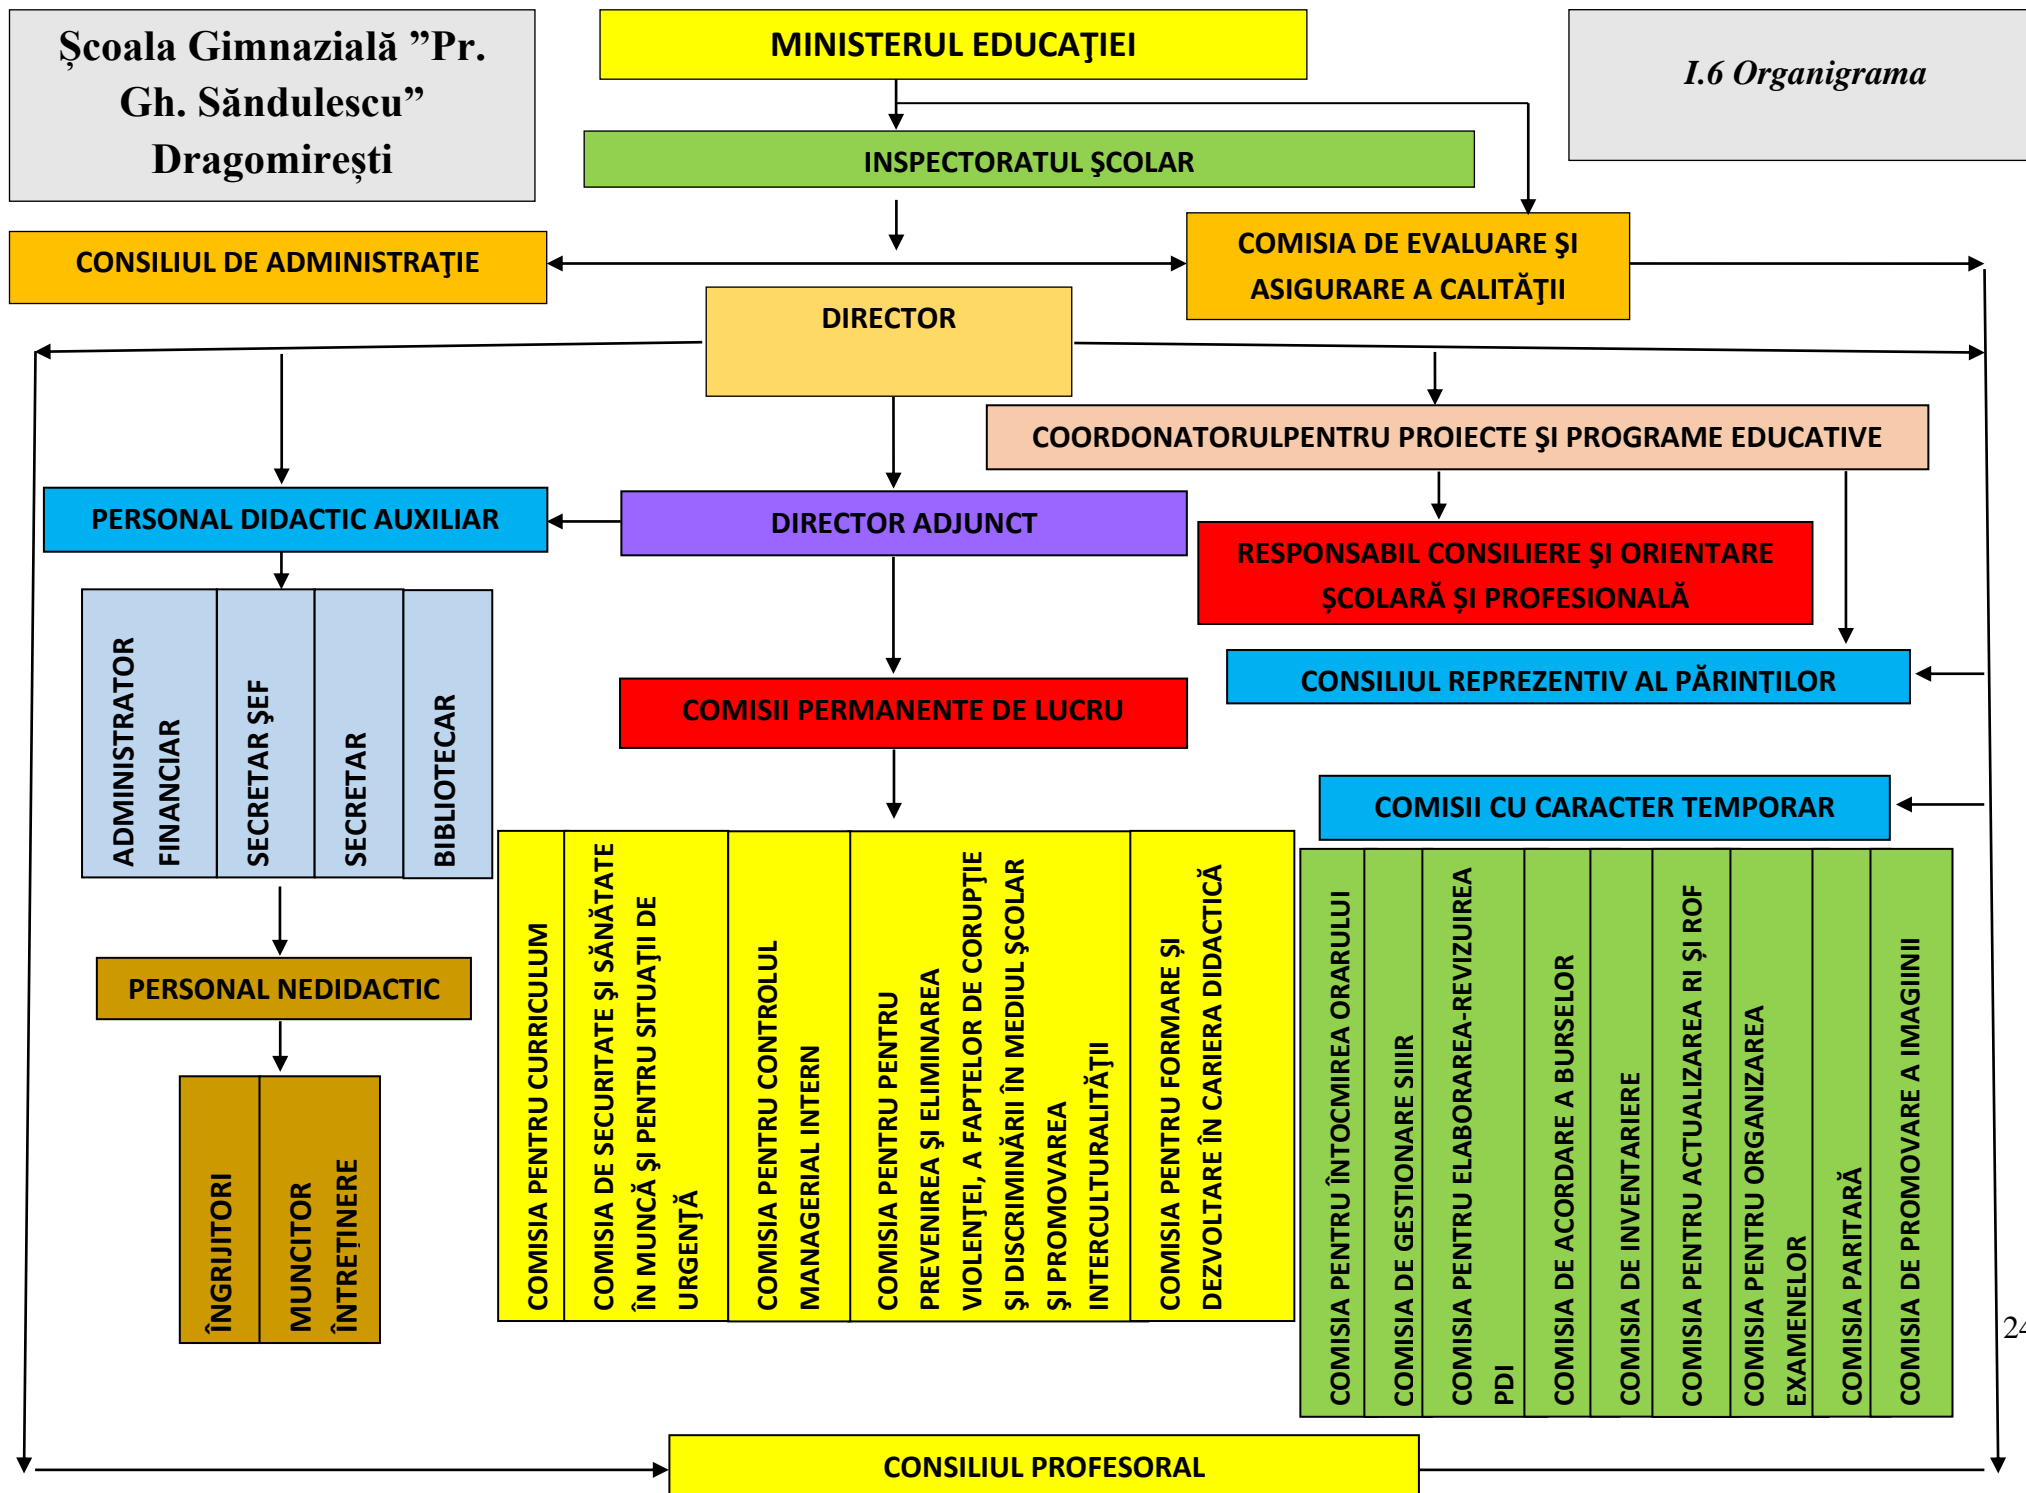 Școala Gimnazială ”Pr.
Gh. Săndulescu”
Dragomirești
MINISTERUL EDUCAŢIEI
I.6 Organigrama
INSPECTORATUL ŞCOLAR
CONSILIUL DE ADMINISTRAŢIE
COMISIA DE EVALUARE ŞI
ASIGURARE A CALITĂŢII
DIRECTOR
COORDONATORULPENTRU PROIECTE ŞI PROGRAME EDUCATIVE
PERSONAL DIDACTIC AUXILIAR
DIRECTOR ADJUNCT
RESPONSABIL CONSILIERE ŞI ORIENTARE
ȘCOLARĂ ȘI PROFESIONALĂ
ADMINISTRATOR
FINANCIAR
SECRETAR ŞEF
SECRETAR
BIBLIOTECAR
CONSILIUL REPREZENTIV AL PĂRINŢILOR
COMISII PERMANENTE DE LUCRU
COMISII CU CARACTER TEMPORAR
PERSONAL NEDIDACTIC
ÎNGRIJITORI
MUNCITOR
ÎNTREȚINERE
COMISIA PENTRU CURRICULUM
COMISIA DE SECURITATE ŞI SĂNĂTATE
ÎN MUNCĂ ŞI PENTRU SITUAŢII DE
URGENŢĂ
COMISIA PENTRU CONTROLUL
MANAGERIAL INTERN
COMISIA PENTRU PENTRU
PREVENIREA ŞI ELIMINAREA
VIOLENŢEI, A FAPTELOR DE CORUPŢIE
ŞI DISCRIMINĂRII ÎN MEDIUL ŞCOLAR
ŞI PROMOVAREA
INTERCULTURALITĂŢII
COMISIA PENTRU FORMARE ȘI
DEZVOLTARE ÎN CARIERA DIDACTICĂ
COMISIA PENTRU ÎNTOCMIREA ORARULUI
COMISIA DE GESTIONARE SIIIR
COMISIA PENTRU ELABORAREA-REVIZUIREA
PDI
COMISIA DE ACORDARE A BURSELOR
COMISIA DE INVENTARIERE
COMISIA PENTRU ACTUALIZAREA RI ȘI ROF
COMISIA PENTRU ORGANIZAREA
EXAMENELOR
COMISIA PARITARĂ
COMISIA DE PROMOVARE A IMAGINII
24
CONSILIUL PROFESORAL